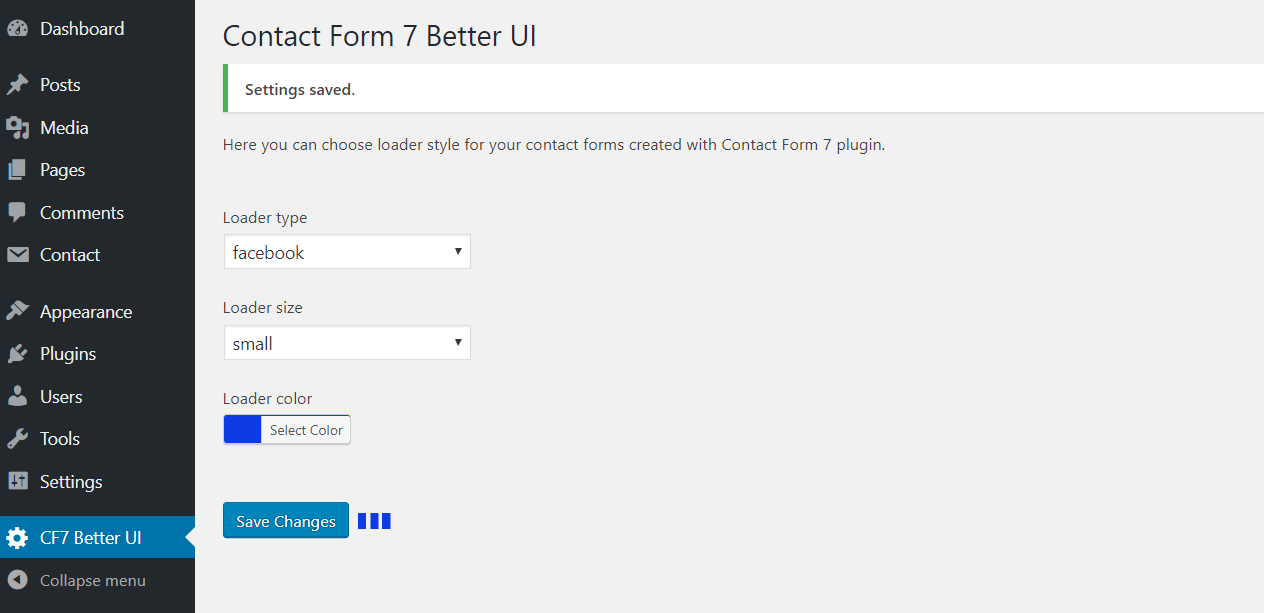 Dashboard
Posts
Media
Pages
Comments
Contact
Appearance
Plugins
Users
Tools
Settings
CF7 Better UI
Collapse menu
Contact Form 7 Better UI
Settings saved.
Here you can choose loader style for your contact forms created with Contact Form 7 plugin.
Loader type
facebook
Loader size
small
Loader color
Select Color
Save Changes